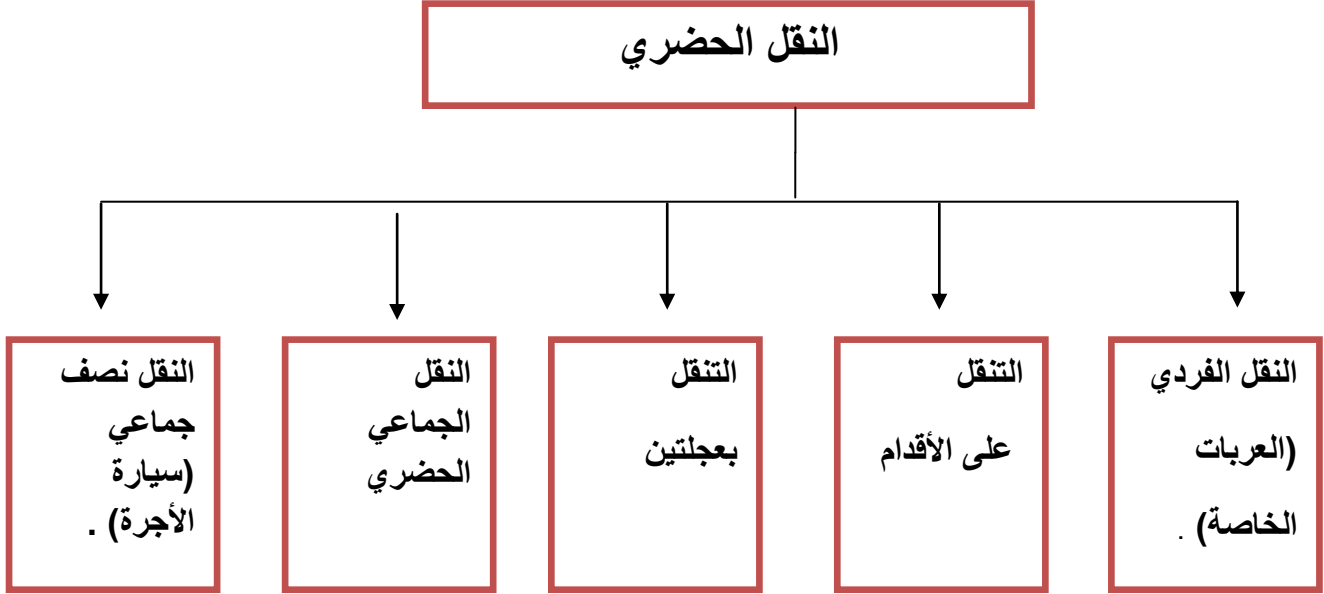 النقل الحضري
النقل الفردي
(العربات
الخاصة) .
التنقل
على الأقدام
التنقل
بعجلتين
النقل
الجماعي
الحضري
النقل نصف
جماعي
(سيارة
الأجرة) .